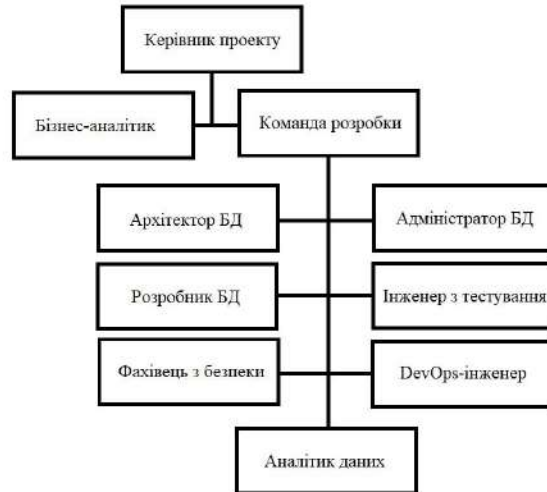 Керівник проекту
Бізнес-аналітик
Команда розробки
Архітектор БД
Адміністратор БД
Розробник БД
Інженер з тестування
Фахівець з безпеки
DevOps-інженер
Аналітик даних